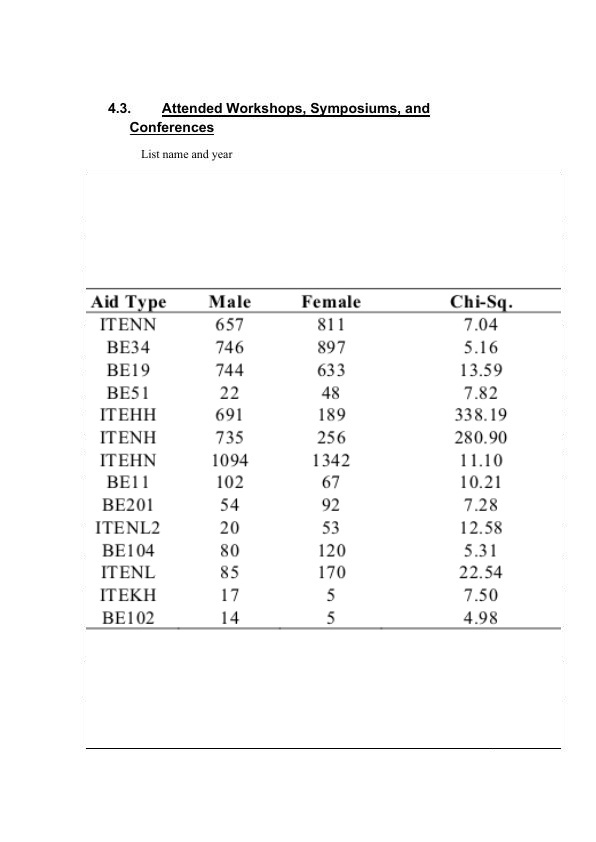 4.3. Attended Workshops, Symposiums, and
Conferences
List name and year
Aid Type Male Female Chi-Sq.
ITENN 657 811 7.04
BE34 746 897 5.16
BE19 744 633 13.59
BE51 22 48 7.82
ITEHH 691 189 338.19
ITENH 735 256 280.90
ITEHN 1094 1342 11.10
BE11 102 67 10.21
BE201 54 92 7.28
ITENL2 20 53 12.58
BE104 80 120 5.31
ITENL 85 170 22.54
ITEKH 17 5 7.50
BE102 14 5 4.98